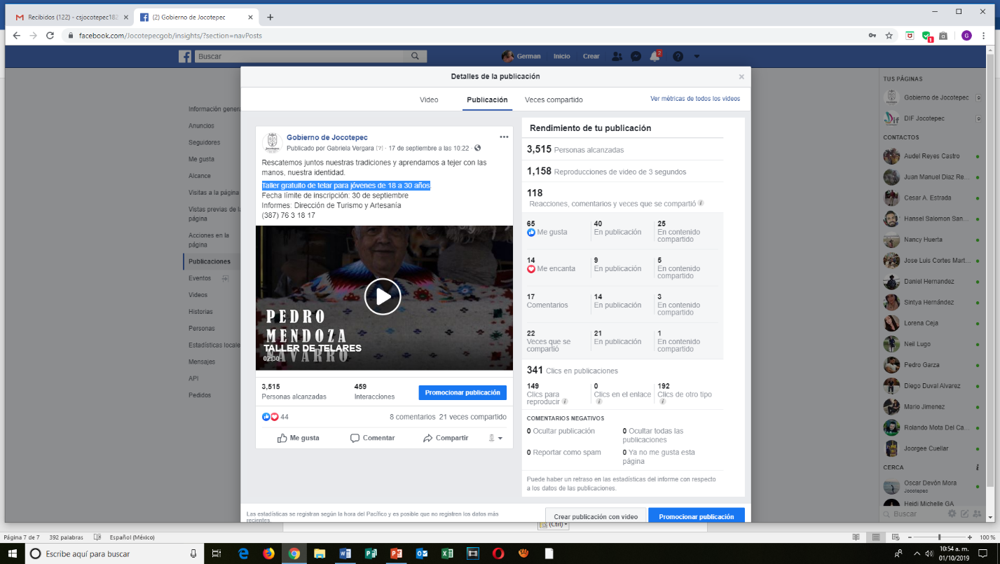 Recibidos (122) - csjocotepec182
(2) Gobierno de Jocotepec
facebook.com/Jocotepecgob/insights/?section=navPosts
Buscar
German
Inicio
Crear
2
Detalles de la publicación
Video
Publicación
Veces compartido
Ver métricas de todos los videos
Información genera
Anuncios
Seguidores
Me gusta
Alcance
Visitas a la página
Vistas previas de la
página
Acciones en la
página
Publicaciones
Eventos
Videos
Historias
Personas
Estadísticas locale
Mensajes
API
Pedidos
Gobierno de Jocotepec
Publicado por Gabriela Vergara [?] · 17 de septiembre a las 10:22 ·
Rescatemos juntos nuestras tradiciones y aprendamos a tejer con las
manos, nuestra identidad.
Taller gratuito de telar para jóvenes de 18 a 30 años
Fecha límite de inscripción: 30 de septiembre
Informes: Dirección de Turismo y Artesanía
(387) 76 3 18 17
PEDRO
MENDOZA
TALLER DE TELARES
NAVARRO
02:30
3,515
Personas alcanzadas
459
Interacciones
Promocionar publicación
44
8 comentarios 21 veces compartido
Me gusta
Comentar
Compartir
Rendimiento de tu publicación
3,515 Personas alcanzadas
1,158 Reproducciones de video de 3 segundos
118
Reacciones, comentarios y veces que se compartió
65
Me gusta
40
En publicación
25
En contenido
compartido
14
Me encanta
9
En publicación
5
En contenido
compartido
17
Comentarios
14
En publicación
3
En contenido
compartido
22
Veces que se
compartió
21
En publicación
1
En contenido
compartido
341 Clics en publicaciones
149
Clics para
reproducir
0
Clics en el enlace
192
Clics de otro tipo
COMENTARIOS NEGATIVOS
0 Ocultar publicación
0 Ocultar todas las
publicaciones
0 Reportar como spam
0 Ya no me gusta esta
página
Puede haber un retraso en las estadísticas del informe con respecto
a los datos de las publicaciones.
Las estadísticas se registran según la hora del Pacífico y es posible que no registren los datos más
recientes.
Crear publicación con video
Promocionar publicación
TUS PÁGINAS
Gobierno de Jocotepec 9
DIF Jocotepec 9
CONTACTOS
Audel Reyes Castro
Juan Manuel Diaz Re...
Cesar A. Estrada
Hansel Salomon San...
Nancy Huerta
Jose Luis Cortes Mart...
Daniel Hernandez
Sintya Hernández
Lorena Ceja
Neil Lugo
Pedro Garza
Diego Duval Alvarez
Mario Jimenez
Rolando Mota Del Ca...
Joorgee Cuellar
CERCA
Oscar Devón Mora
Jocotepec
Heidi Michelle GA
Buscar
(Ctrl)
Página 7 de 7
392 palabras
Español (México)
100 %
Escribe aquí para buscar
10:54 a. m.
01/10/2019